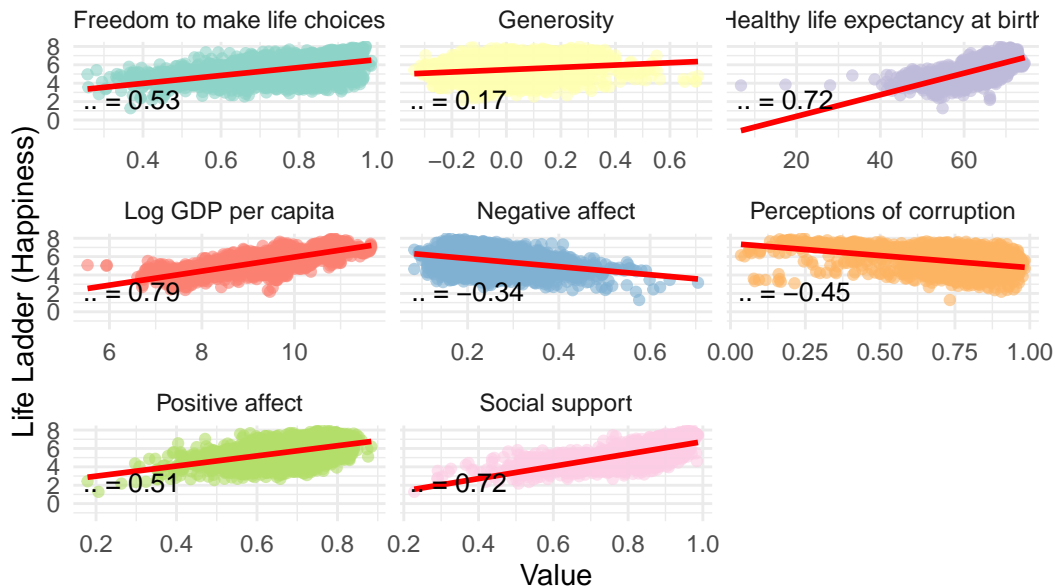 Freedom to make life choices
Generosity
Healthy life expectancy at birth
8
6
4
2
0
.. = 0.53
.. = 0.17
.. = 0.72
0.4 0.6 0.8 1.0
−0.2 0.0 0.2 0.4 0.6
20 40 60
Log GDP per capita
Negative affect
Perceptions of corruption
8
6
4
2
0
.. = 0.79
.. = −0.34
.. = −0.45
6 8 10
0.2 0.4 0.6
0.00 0.25 0.50 0.75 1.00
Positive affect
Social support
8
6
4
2
0
.. = 0.51
.. = 0.72
0.2 0.4 0.6 0.8
0.2 0.4 0.6 0.8 1.0
Life Ladder (Happiness)
Value